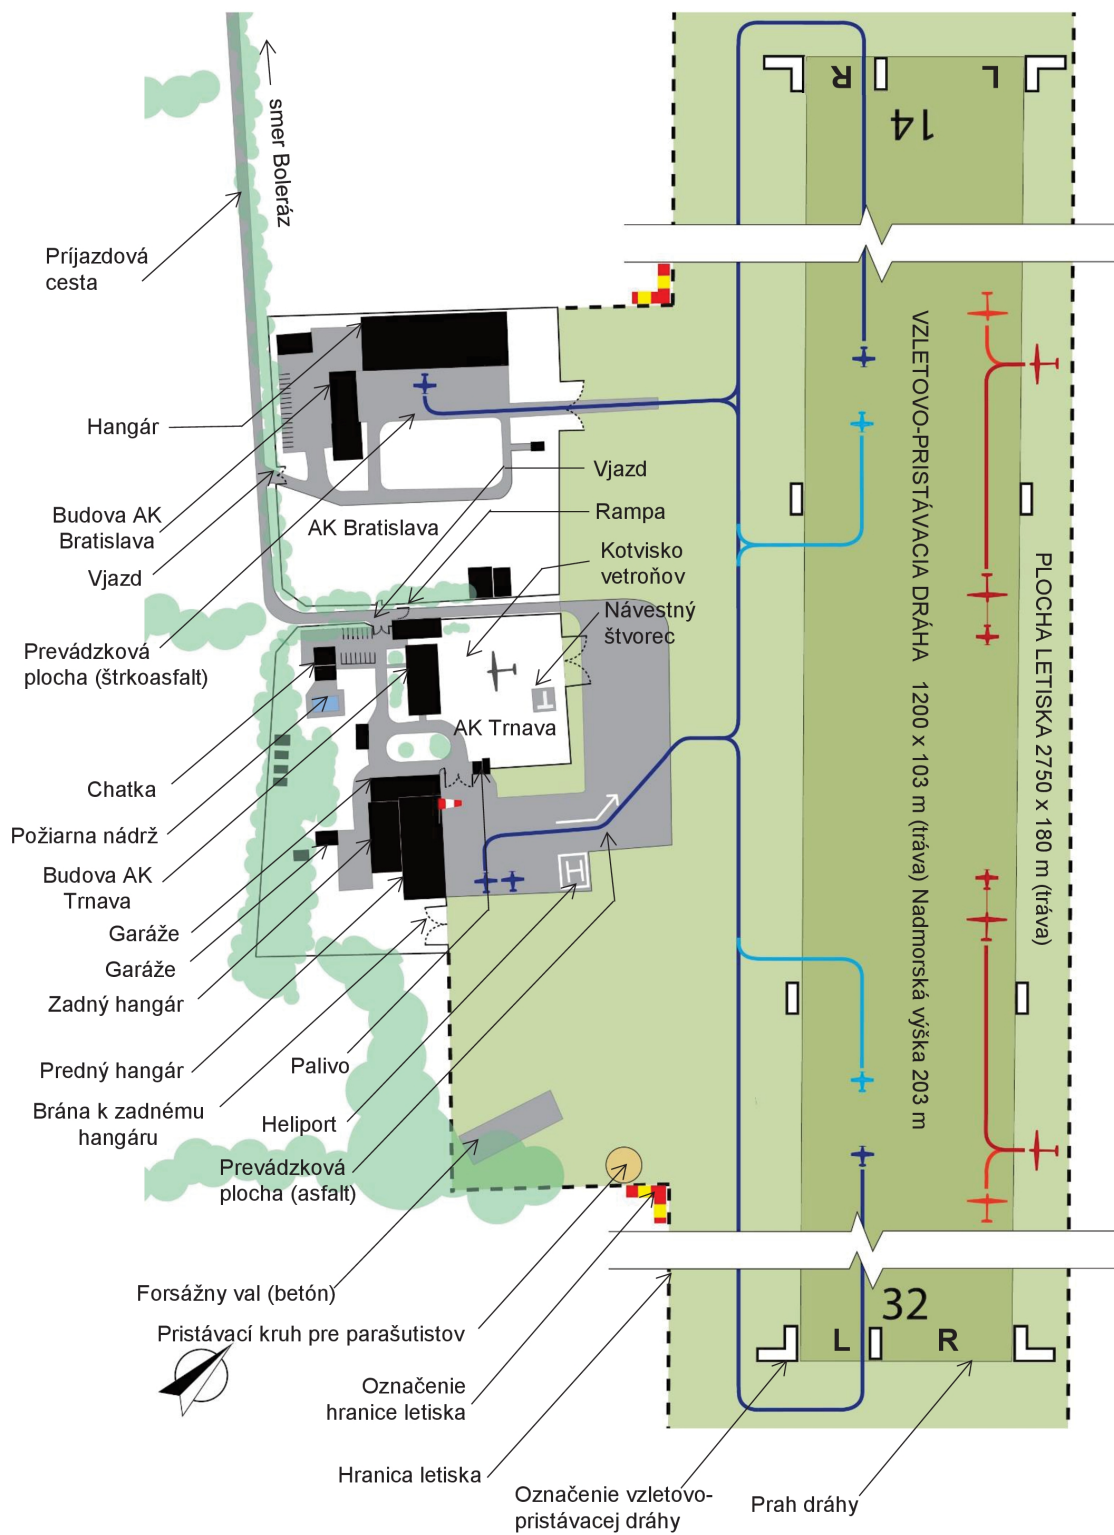 R
L
14
smer Boleráz
Príjazdová
cesta
Hangár
Budova AK
Bratislava
Vjazd
Prevádzková
plocha (štrkoasfalt)
AK Bratislava
Vjazd
Rampa
Kotvisko
vetroňov
Návestný
štvorec
T
AK Trnava
Chatka
Požiarna nádrž
Budova AK
Trnava
Garáže
Garáže
Zadný hangár
Predný hangár
Brána k zadnému
hangáru
Palivo
Heliport
H
Prevádzková
plocha (asfalt)
VZLETOVO-PRISTÁVACIA DRÁHA 1200 x 103 m (tráva) Nadmorská výška 203 m
PLOCHA LETISKA 2750 x 180 m (tráva)
Forsážny val (betón)
Pristávací kruh pre parašutistov
Označenie
hranice letiska
Hranica letiska
Označenie vzletovo-
pristávacej dráhy
Prah dráhy
32
L
R